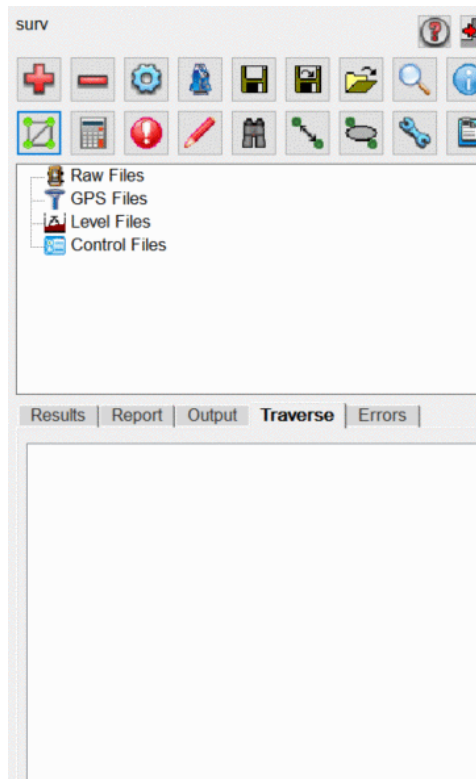 surv
Raw Files
GPS Files
Level Files
Control Files
Results Report Output Traverse Errors